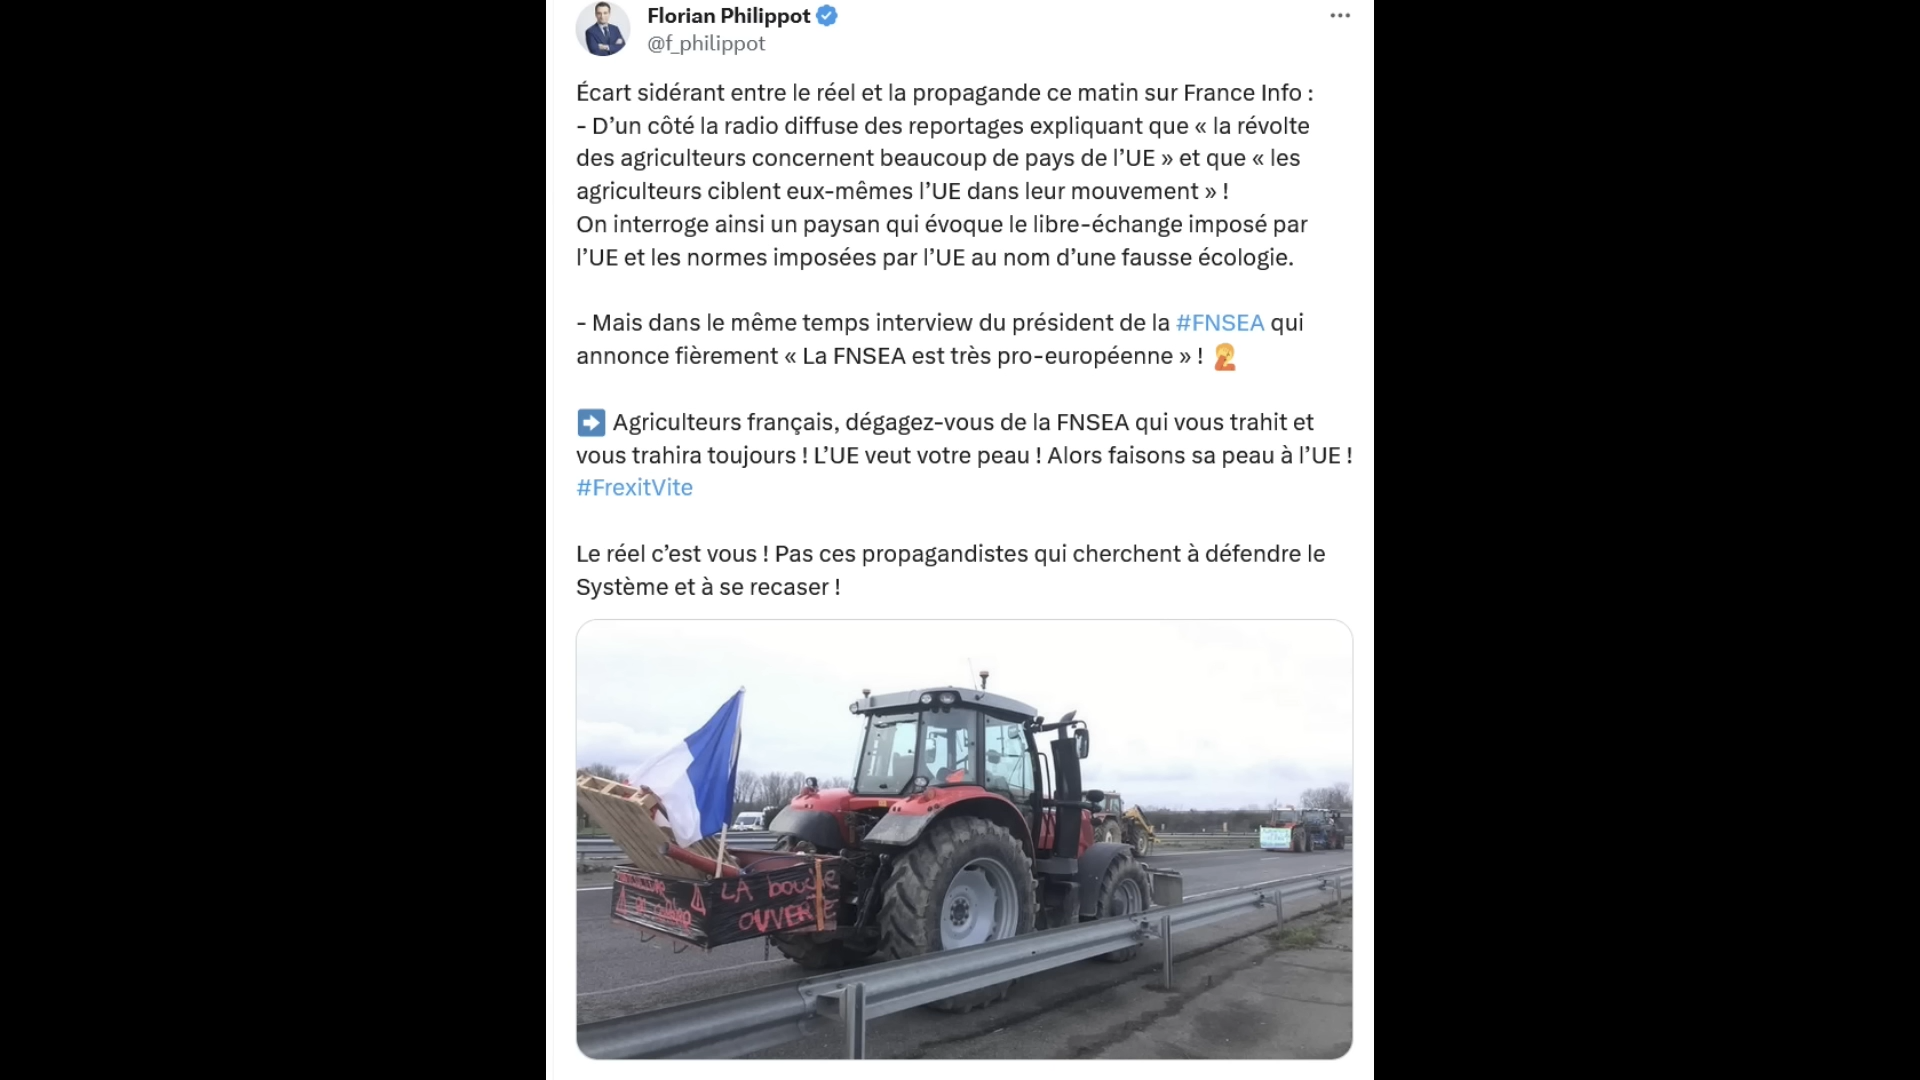 Florian Philippot
@f_philippot
Écart sidérant entre le réel et la propagande ce matin sur France Info :
- D’un côté la radio diffuse des reportages expliquant que « la révolte
des agriculteurs concernent beaucoup de pays de l’UE » et que « les
agriculteurs ciblent eux-mêmes l’UE dans leur mouvement » !
On interroge ainsi un paysan qui évoque le libre-échange imposé par
l’UE et les normes imposées par l’UE au nom d’une fausse écologie.
- Mais dans le même temps interview du président de la #FNSEA qui
annonce fièrement « La FNSEA est très pro-européenne » ! 🤦
➡️ Agriculteurs français, dégagez-vous de la FNSEA qui vous trahit et
vous trahira toujours ! L’UE veut votre peau ! Alors faisons sa peau à l’UE !
#FrexitVite
Le réel c’est vous ! Pas ces propagandistes qui cherchent à défendre le
Système et à se recaser !
LA bouche
OUVERTE